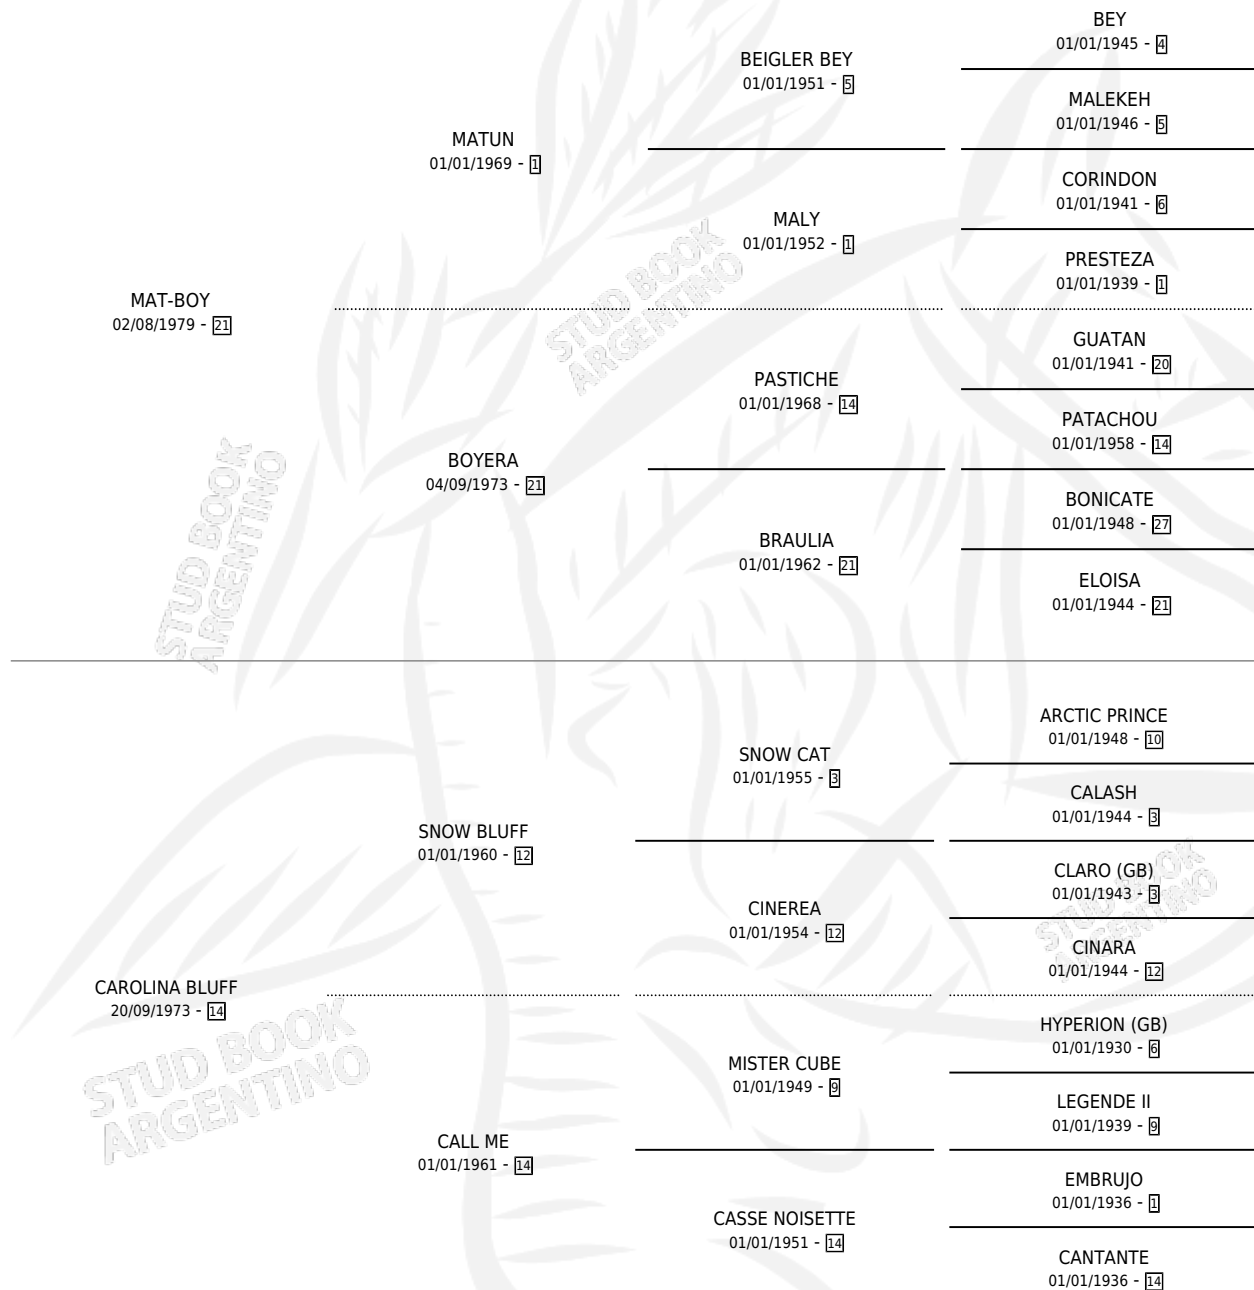 BEY
01/01/1945 - 4
BEIGLER BEY
01/01/1951 - 5
MALEKEH
01/01/1946 - 5
MATUN
01/01/1969 - 1
CORINDON
01/01/1941 - 6
MALY
01/01/1952 - 1
PRESTEZA
01/01/1939 - 1
MAT-BOY
02/08/1979 - 21
GUATAN
01/01/1941 - 20
PASTICHE
01/01/1968 - 14
PATACHOU
01/01/1958 - 14
BOYERA
04/09/1973 - 21
BONICATE
01/01/1948 - 27
BRAULIA
01/01/1962 - 21
ELOISA
01/01/1944 - 21
ARCTIC PRINCE
01/01/1948 - 10
SNOW CAT
01/01/1955 - 3
CALASH
01/01/1944 - 3
SNOW BLUFF
01/01/1960 - 12
CLARO (GB)
01/01/1943 - 3
CINEREA
01/01/1954 - 12
CINARA
01/01/1944 - 12
CAROLINA BLUFF
20/09/1973 - 14
HYPERION (GB)
01/01/1930 - 6
MISTER CUBE
01/01/1949 - 9
LEGENDE II
01/01/1939 - 9
CALL ME
01/01/1961 - 14
EMBRUJO
01/01/1936 - 1
CASSE NOISETTE
01/01/1951 - 14
CANTANTE
01/01/1936 - 14
STUD BOOK
ARGENTINO
STUD BOOK
ARGENTINO
STUD BOOK
ARGENTINO
STUD BOOK
ARGENTINO